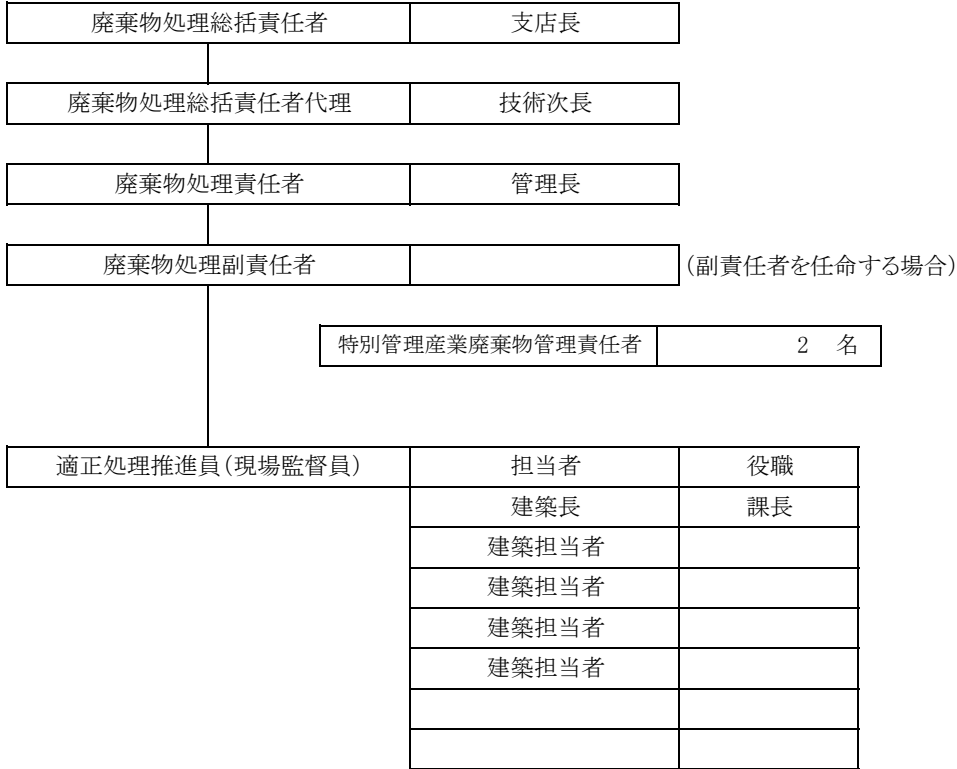 廃棄物処理総括責任者 支店長
廃棄物処理総括責任者代理 技術次長
廃棄物処理責任者 管理長
廃棄物処理副責任者 (副責任者を任命する場合)
特別管理産業廃棄物管理責任者 2 名
適正処理推進員(現場監督員) 担当者 役職
建築長 課長
建築担当者
建築担当者
建築担当者
建築担当者